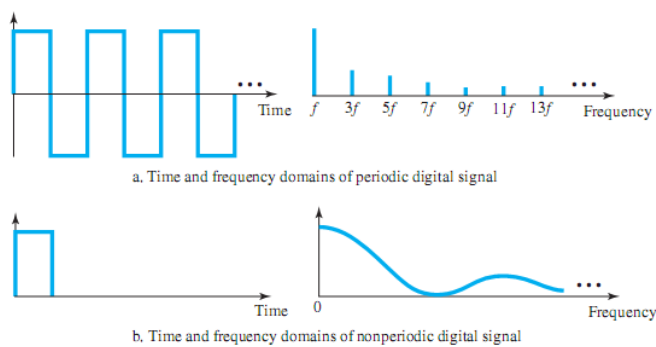 ...
Time f 3f 5f 7f 9f 11f 13f Frequency
...
a. Time and frequency domains of periodic digital signal
...
Time 0 Frequency
b. Time and frequency domains of nonperiodic digital signal